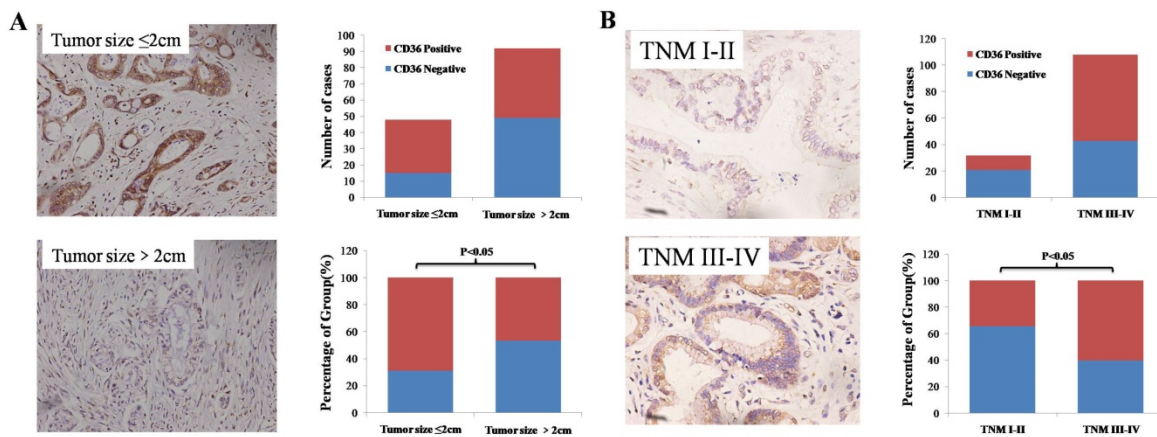 A
Tumor size ≤2cm
Number of cases
100
90
80
70
60
50
40
30
20
10
0
CD36 Positive
CD36 Negative
Tumor size ≤2cm
Tumor size > 2cm
Tumor size > 2cm
Percentage of Group(%)
120
100
80
60
40
20
0
P<0.05
Tumor size ≤2cm
Tumor size > 2cm
B
TNM I-II
Number of cases
120
100
80
60
40
20
0
CD36 Positive
CD36 Negative
TNM I-II
TNM III-IV
TNM III-IV
Percentage of Group(%)
120
100
80
60
40
20
0
P<0.05
TNM I-II
TNM III-IV